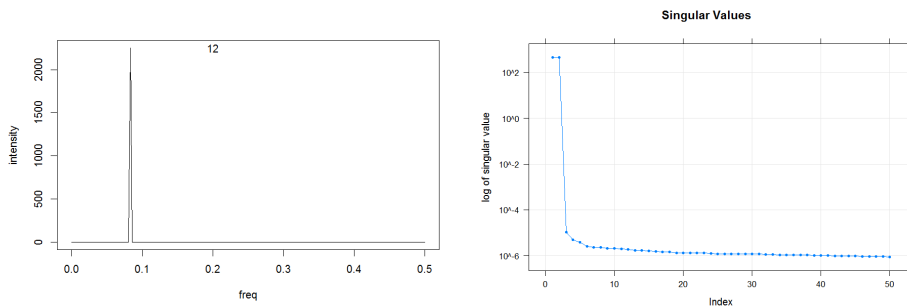 12
intensity
2000
1500
1000
500
0
0.0 0.1 0.2 0.3 0.4 0.5
freq
Singular Values
log of singular value
10^2
10^0
10^-2
10^-4
10^-6
0 10 20 30 40 50
Index